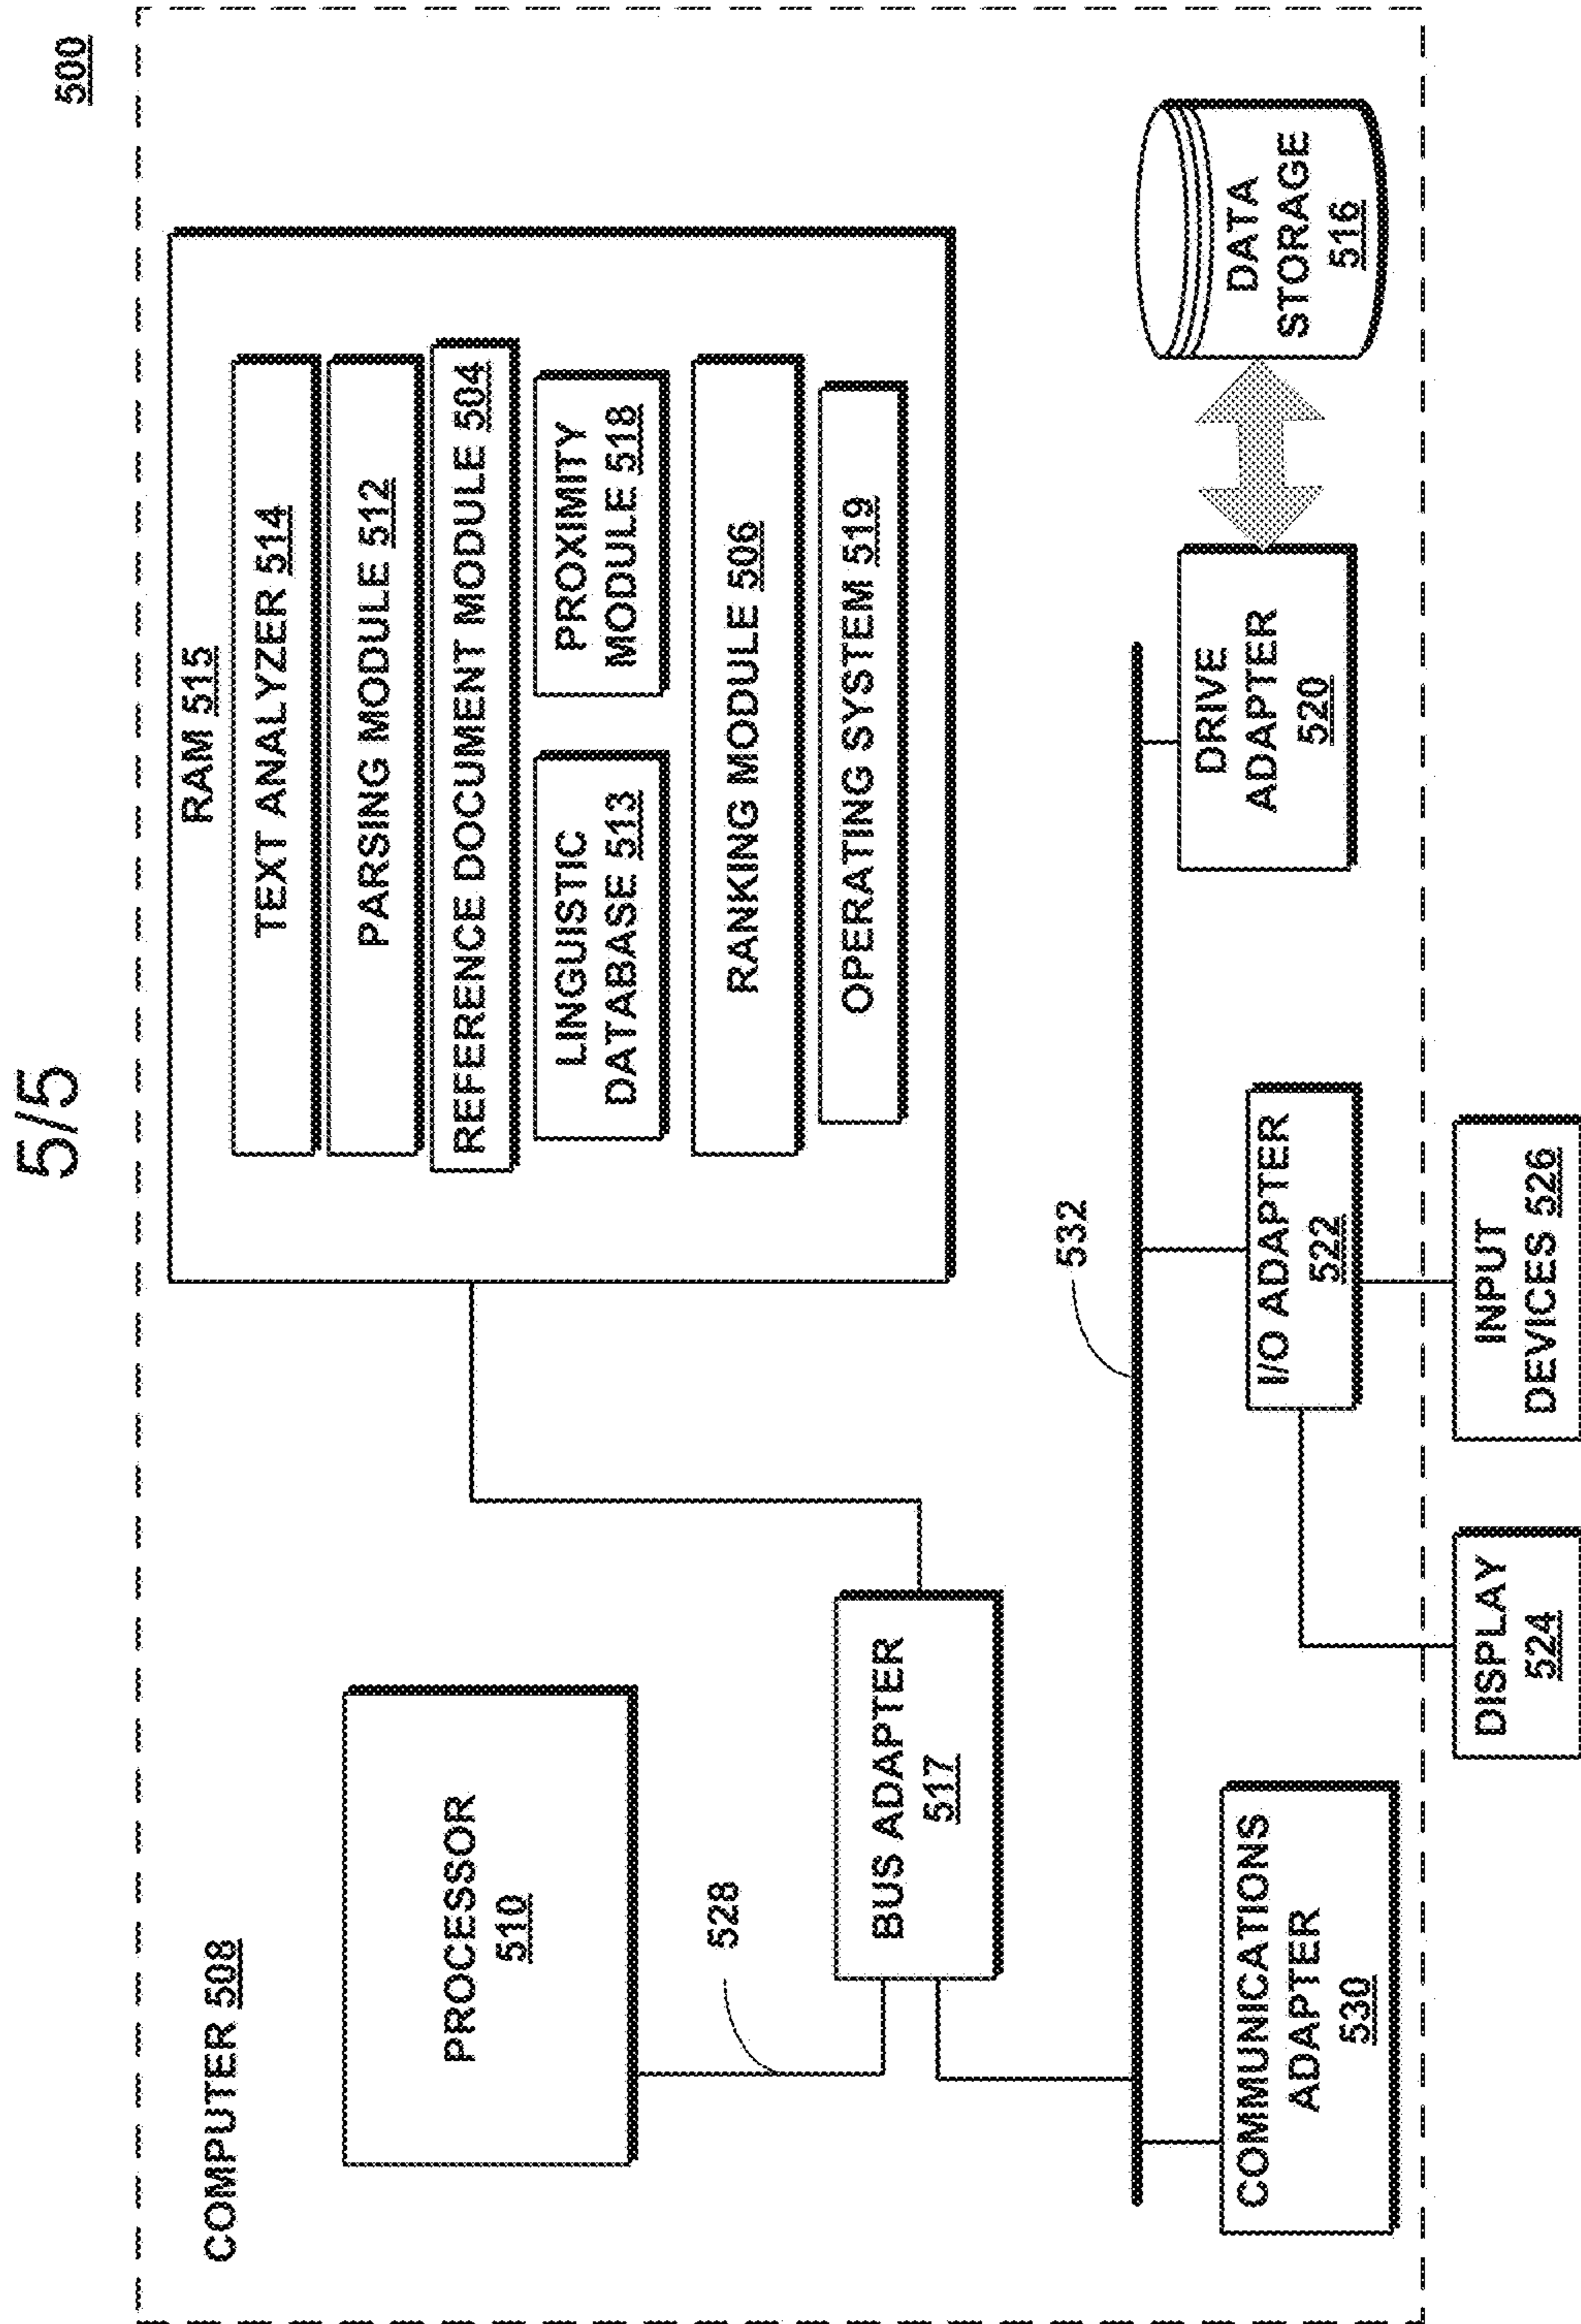 5/5
500
COMPUTER 508
PROCESSOR
510
528
BUS ADAPTER
517
RAM 515
TEXT ANALYZER 514
PARSING MODULE 512
REFERENCE DOCUMENT MODULE 504
LINGUISTIC
DATABASE 513
PROXIMITY
MODULE 518
RANKING MODULE 506
OPERATING SYSTEM 519
532
COMMUNICATIONS
ADAPTER
530
I/O ADAPTER
522
DRIVE
ADAPTER
520
DATA
STORAGE
516
DISPLAY
524
INPUT
DEVICES 526